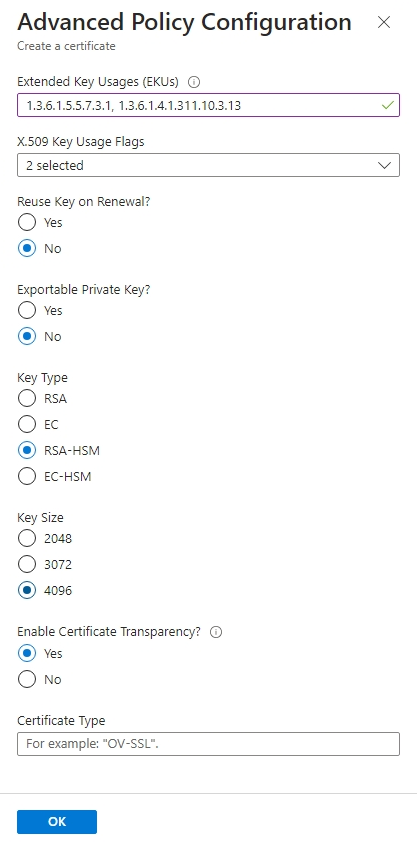 Advanced Policy Configuration
Create a certificate
Extended Key Usages (EKUs)
1.3.6.1.5.5.7.3.1, 1.3.6.1.4.1.311.10.3.13
X.509 Key Usage Flags
2 selected
Reuse Key on Renewal?
Yes
No
Exportable Private Key?
Yes
No
Key Type
RSA
EC
RSA-HSM
EC-HSM
Key Size
2048
3072
4096
Enable Certificate Transparency?
Yes
No
Certificate Type
For example: "OV-SSL".
OK